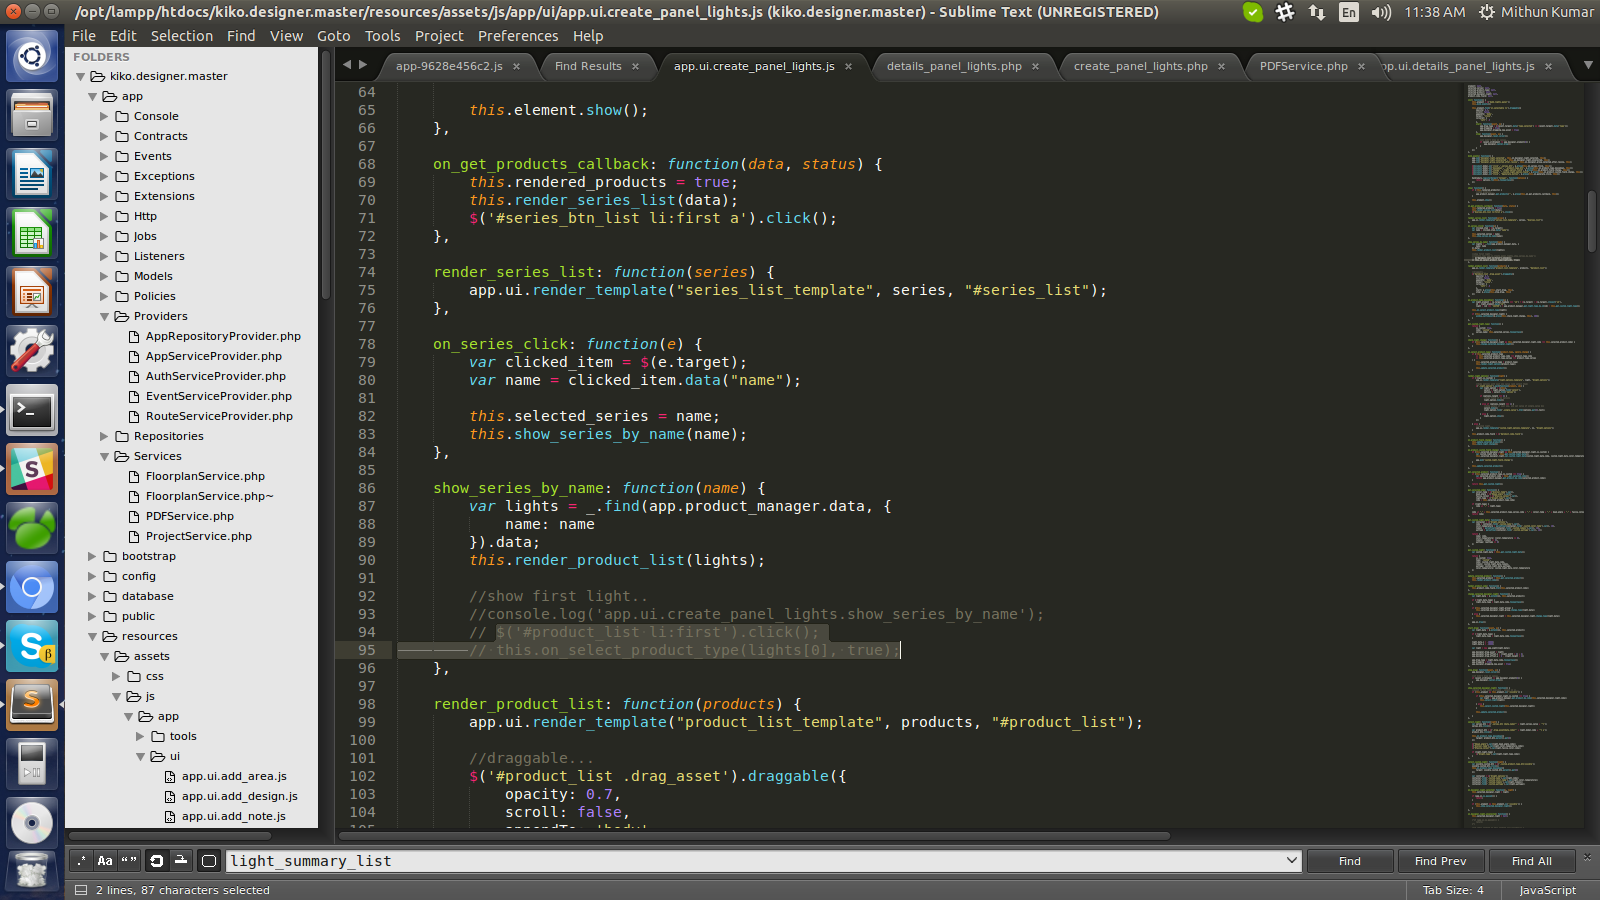 /opt/lampp/htdocs/kiko.designer.master/resources/assets/js/app/ui/app.ui.create_panel_lights.js (kiko.designer.master) - Sublime Text (UNREGISTERED)
En 11:38 AM Mithun Kumar
File Edit Selection Find View Goto Tools Project Preferences Help
FOLDERS
kiko.designer.master
app
Console
Contracts
Events
Exceptions
Extensions
Http
Jobs
Listeners
Models
Policies
Providers
AppRepositoryProvider.php
AppServiceProvider.php
AuthServiceProvider.php
EventServiceProvider.php
RouteServiceProvider.php
Repositories
Services
FloorplanService.php
FloorplanService.php~
PDFService.php
ProjectService.php
bootstrap
config
database
public
resources
assets
css
js
app
tools
ui
app.ui.add_area.js
app.ui.add_design.js
app.ui.add_note.js
app-9628e456c2.js × Find Results × app.ui.create_panel_lights.js × details_panel_lights.php × create_panel_lights.php × PDFService.php × pp.ui.details_panel_lights.js ×
64
65 this.element.show();
66 },
67
68 on_get_products_callback: function(data, status) {
69 this.rendered_products = true;
70 this.render_series_list(data);
71 $('#series_btn_list li:first a').click();
72 },
73
74 render_series_list: function(series) {
75 app.ui.render_template("series_list_template", series, "#series_list");
76 },
77
78 on_series_click: function(e) {
79 var clicked_item = $(e.target);
80 var name = clicked_item.data("name");
81
82 this.selected_series = name;
83 this.show_series_by_name(name);
84 },
85
86 show_series_by_name: function(name) {
87 var lights = _.find(app.product_manager.data, {
88 name: name
89 }).data;
90 this.render_product_list(lights);
91
92 //show first light..
93 //console.log('app.ui.create_panel_lights.show_series_by_name');
94 // $('#product_list li:first').click();
95 // this.on_select_product_type(lights[0], true);
96 },
97
98 render_product_list: function(products) {
99 app.ui.render_template("product_list_template", products, "#product_list");
100
101 //draggable...
102 $('#product_list .drag_asset').draggable({
103 opacity: 0.7,
104 scroll: false,
.* Aa “” light_summary_list Find Find Prev Find All ×
2 lines, 87 characters selected Tab Size: 4 JavaScript